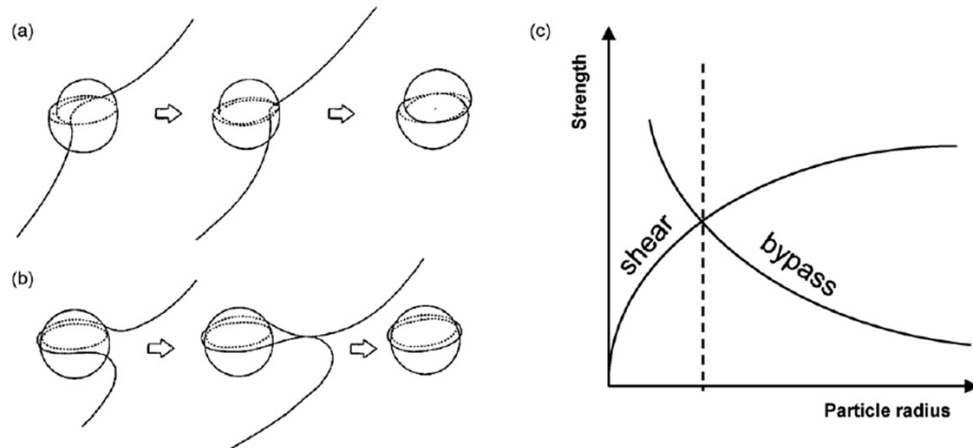 (a)
(b)
(c)
Strength
shear
bypass
Particle radius